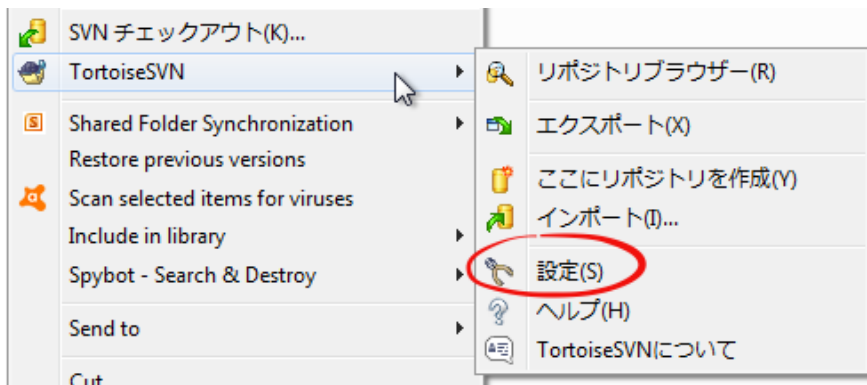 SVN チェックアウト(K)...
TortoiseSVN
Shared Folder Synchronization
Restore previous versions
Scan selected items for viruses
Include in library
Spybot - Search & Destroy
Send to
Cut
リポジトリブラウザー(R)
エクスポート(X)
ここにリポジトリを作成(Y)
インポート(I)...
設定(S)
ヘルプ(H)
TortoiseSVNについて